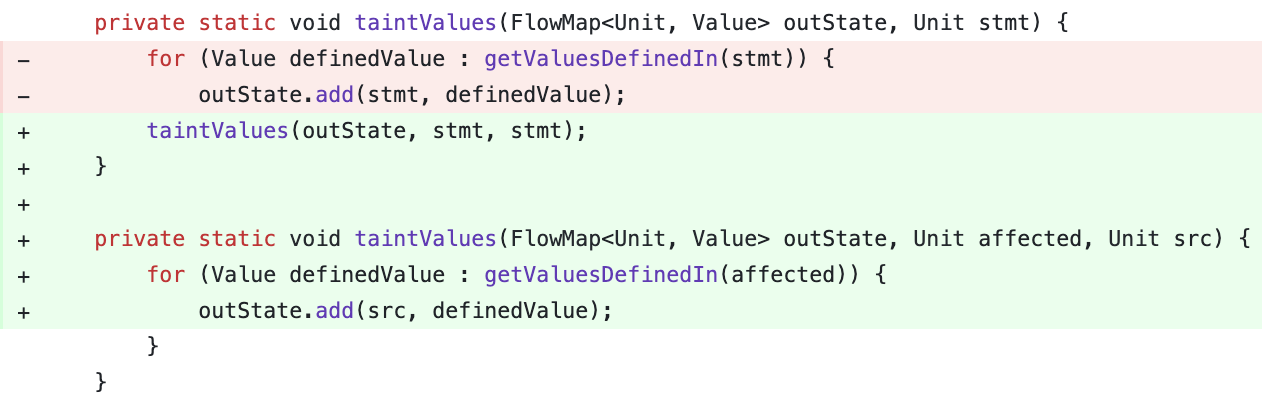 private static void taintValues(FlowMap<Unit, Value> outState, Unit stmt) {
-         for (Value definedValue : getValuesDefinedIn(stmt)) {
-             outState.add(stmt, definedValue);
+         taintValues(outState, stmt, stmt);
+     }
+
+     private static void taintValues(FlowMap<Unit, Value> outState, Unit affected, Unit src) {
+         for (Value definedValue : getValuesDefinedIn(affected)) {
+             outState.add(src, definedValue);
          }
      }